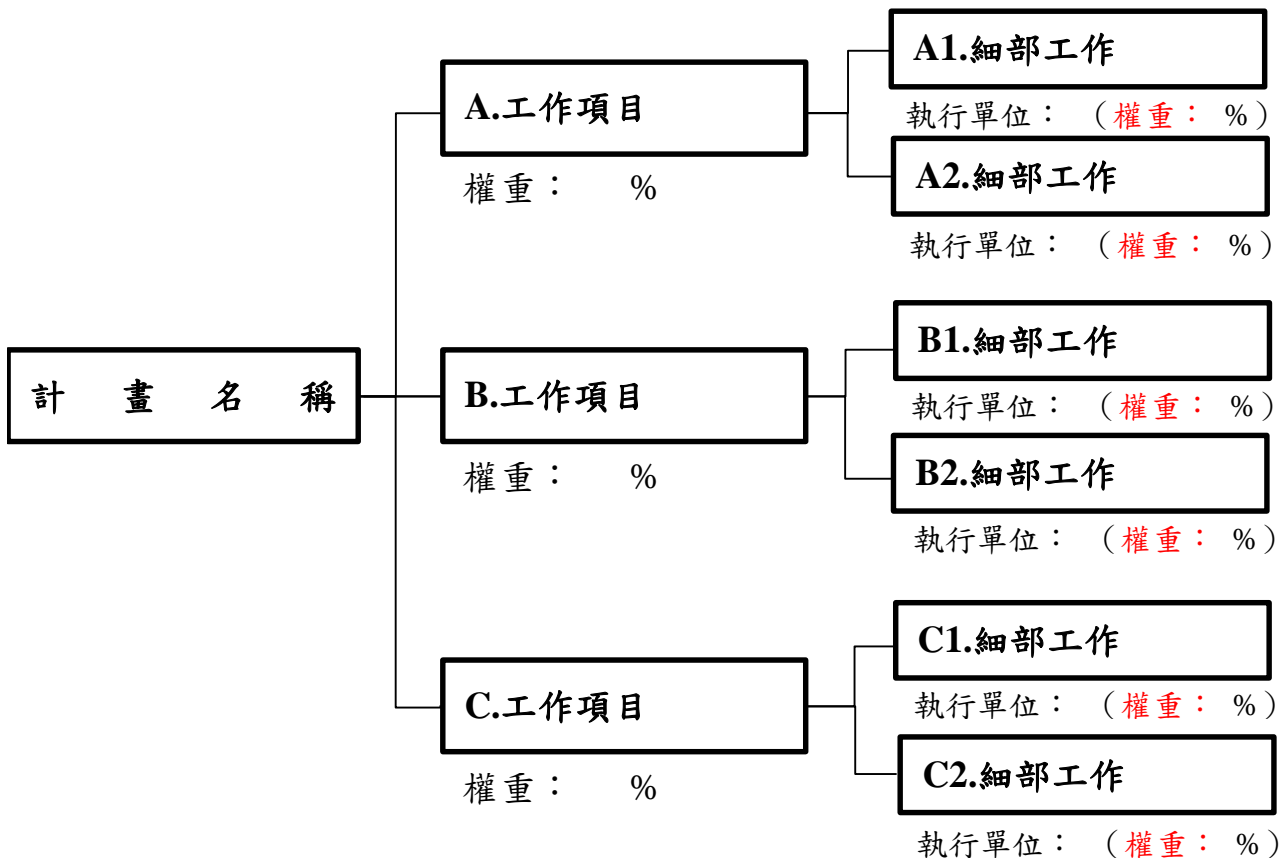 計 畫 名 稱
A.工作項目
權重： %
A1.細部工作
執行單位： （權重： %）
A2.細部工作
執行單位： （權重： %）
B.工作項目
權重： %
B1.細部工作
執行單位： （權重： %）
B2.細部工作
執行單位： （權重： %）
C.工作項目
權重： %
C1.細部工作
執行單位： （權重： %）
C2.細部工作
執行單位： （權重： %）